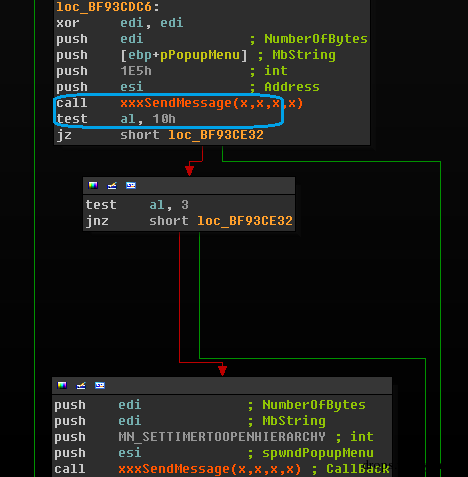 loc_BF93CDC6:
xor edi, edi
push edi ; NumberOfBytes
push [ebp+pPopupMenu] ; MbString
push 1E5h ; int
push esi ; Address
call xxxSendMessage(x,x,x,x)
test al, 10h
jz short loc_BF93CE32
test al, 3
jnz short loc_BF93CE32
push edi ; NumberOfBytes
push edi ; MbString
push MN_SETTIMERTOOPENHIERARCHY ; int
push esi ; spwndPopupMenu
call xxxSendMessage(x,x,x,x) ; CallBack